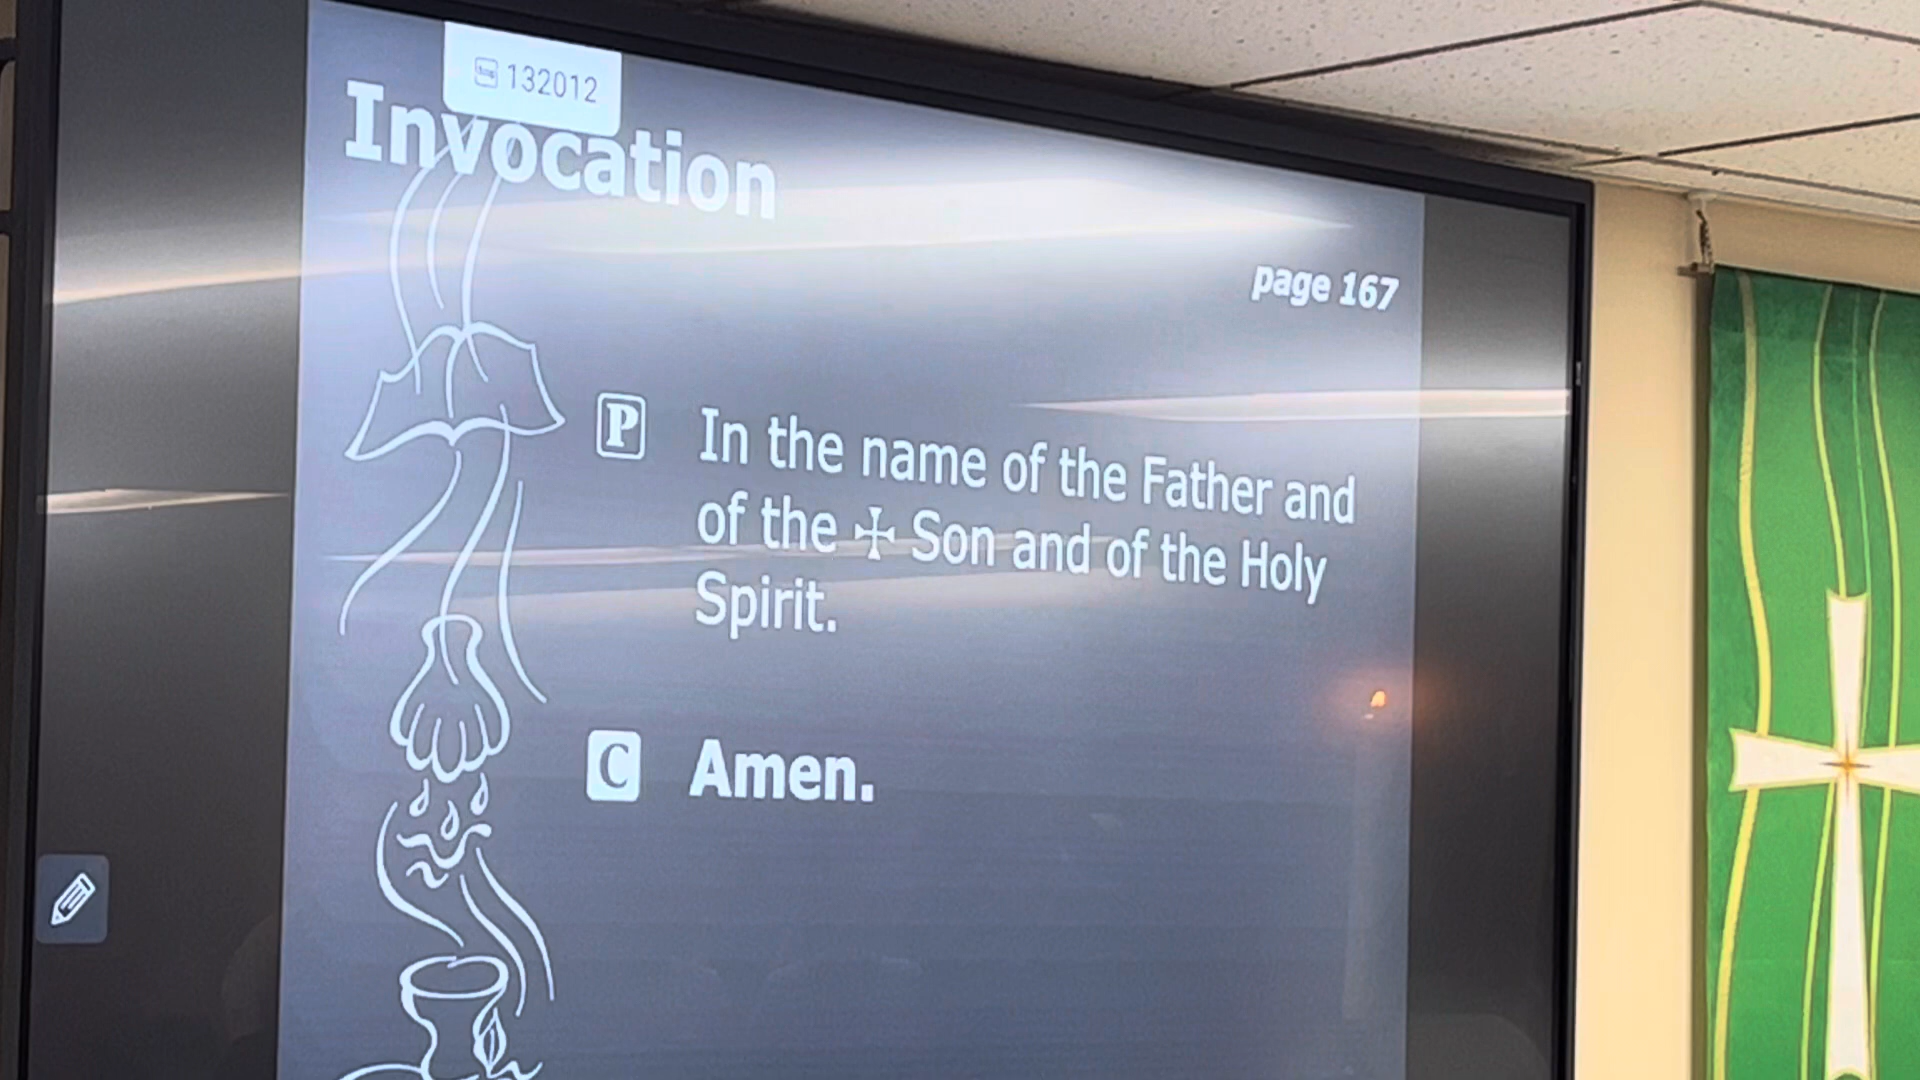 132012
Invocation
page 167
P In the name of the Father and
of the ✠ Son and of the Holy
Spirit.
C Amen.